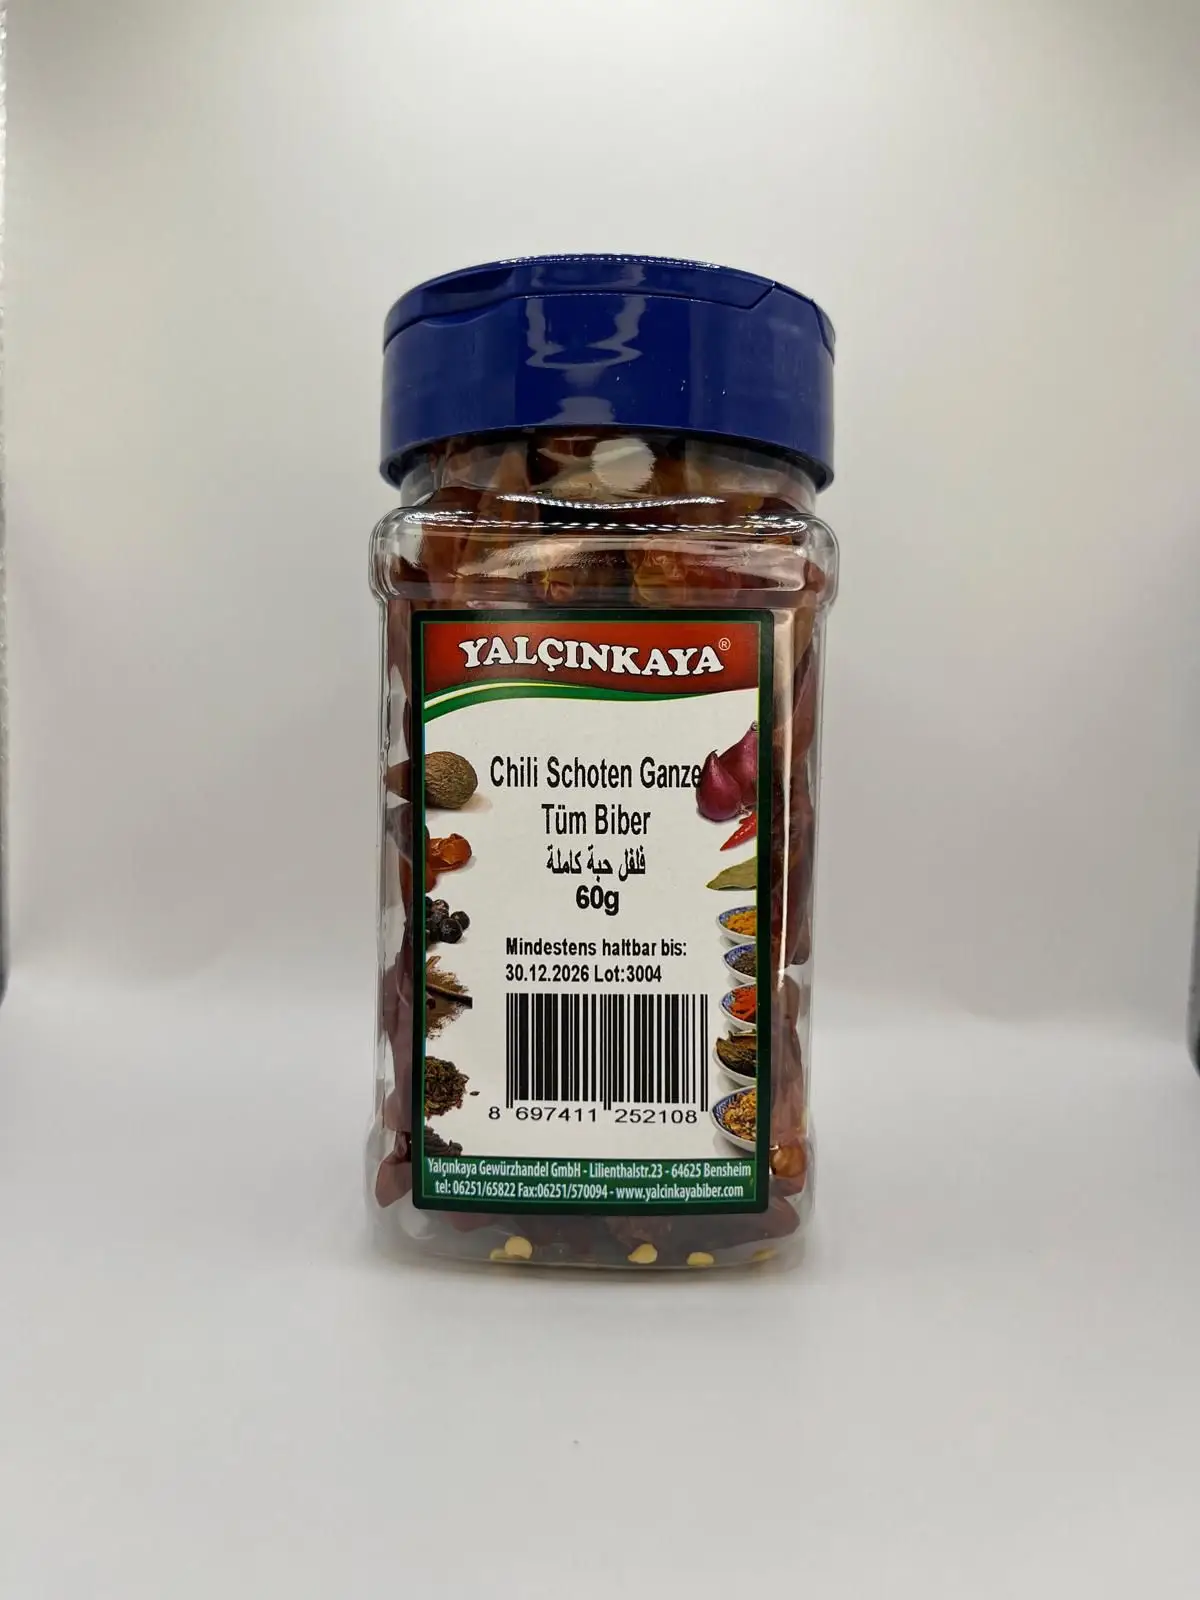 YALÇINKAYA®
Chili Schoten Ganze
Tüm Biber
فلفل حبة كاملة
60g
Mindestens haltbar bis:
30.12.2026 Lot:3004
8 697411 252108
Yalçınkaya Gewürzhandel GmbH - Lilienthalstr.23 - 64625 Bensheim
tel: 06251/65822 Fax:06251/570094 - www.yalcinkayabiber.com